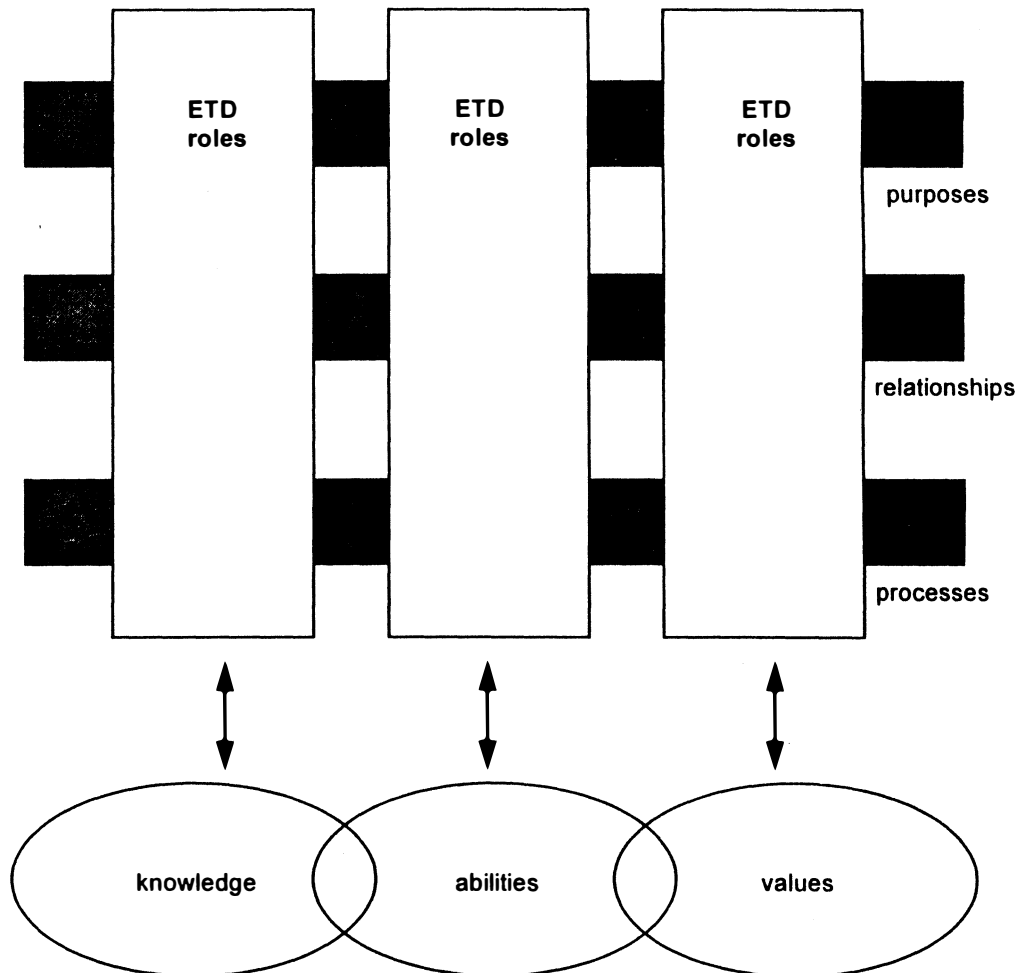 ETD ETD ETD
roles roles roles
purposes
relationships
processes
knowledge abilities values